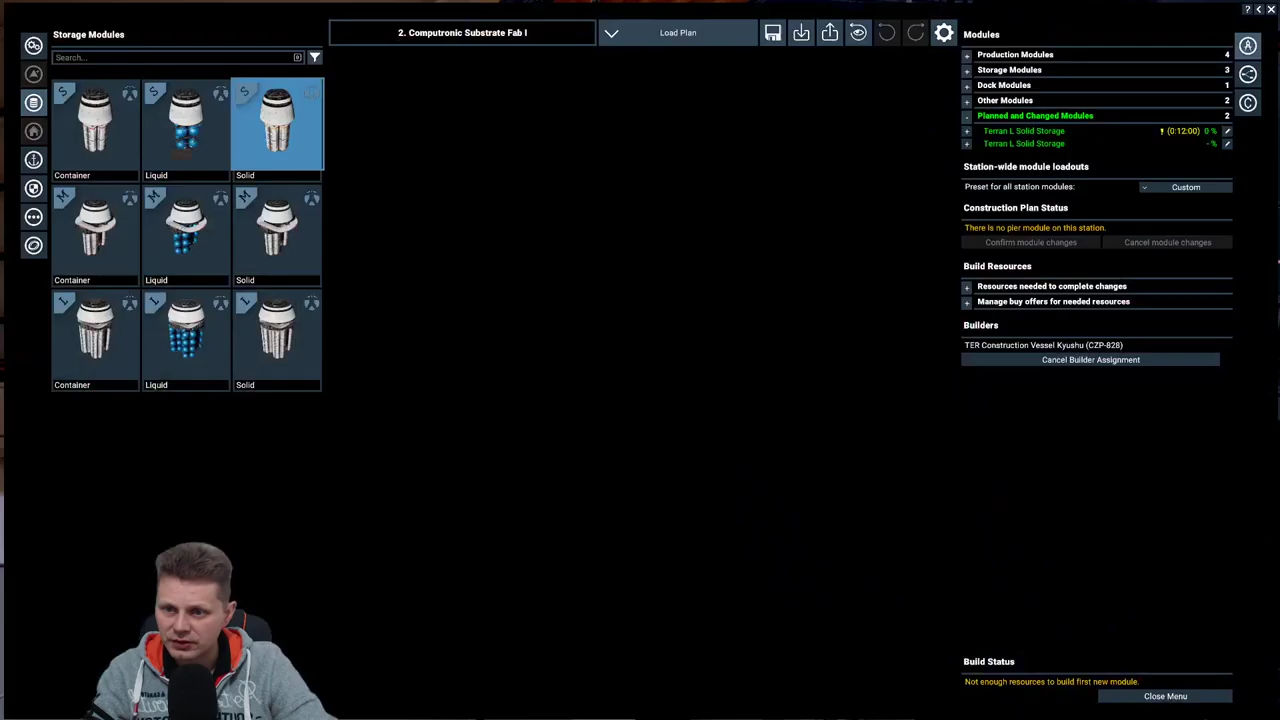 Storage Modules
Search...
S
Container
S
Liquid
S
Solid
M
Container
M
Liquid
M
Solid
L
Container
L
Liquid
L
Solid
2. Computronic Substrate Fab I
Load Plan
? 
Modules
Production Modules 4
Storage Modules 3
Dock Modules 1
Other Modules 2
Planned and Changed Modules 2
Terran L Solid Storage ! (0:12:00) 0 %
Terran L Solid Storage - %
Station-wide module loadouts
Preset for all station modules: Custom
Construction Plan Status
There is no pier module on this station.
Confirm module changes Cancel module changes
Build Resources
Resources needed to complete changes
Manage buy offers for needed resources
Builders
TER Construction Vessel Kyushu (CZP-828)
Cancel Builder Assignment
Build Status
Not enough resources to build first new module.
Close Menu